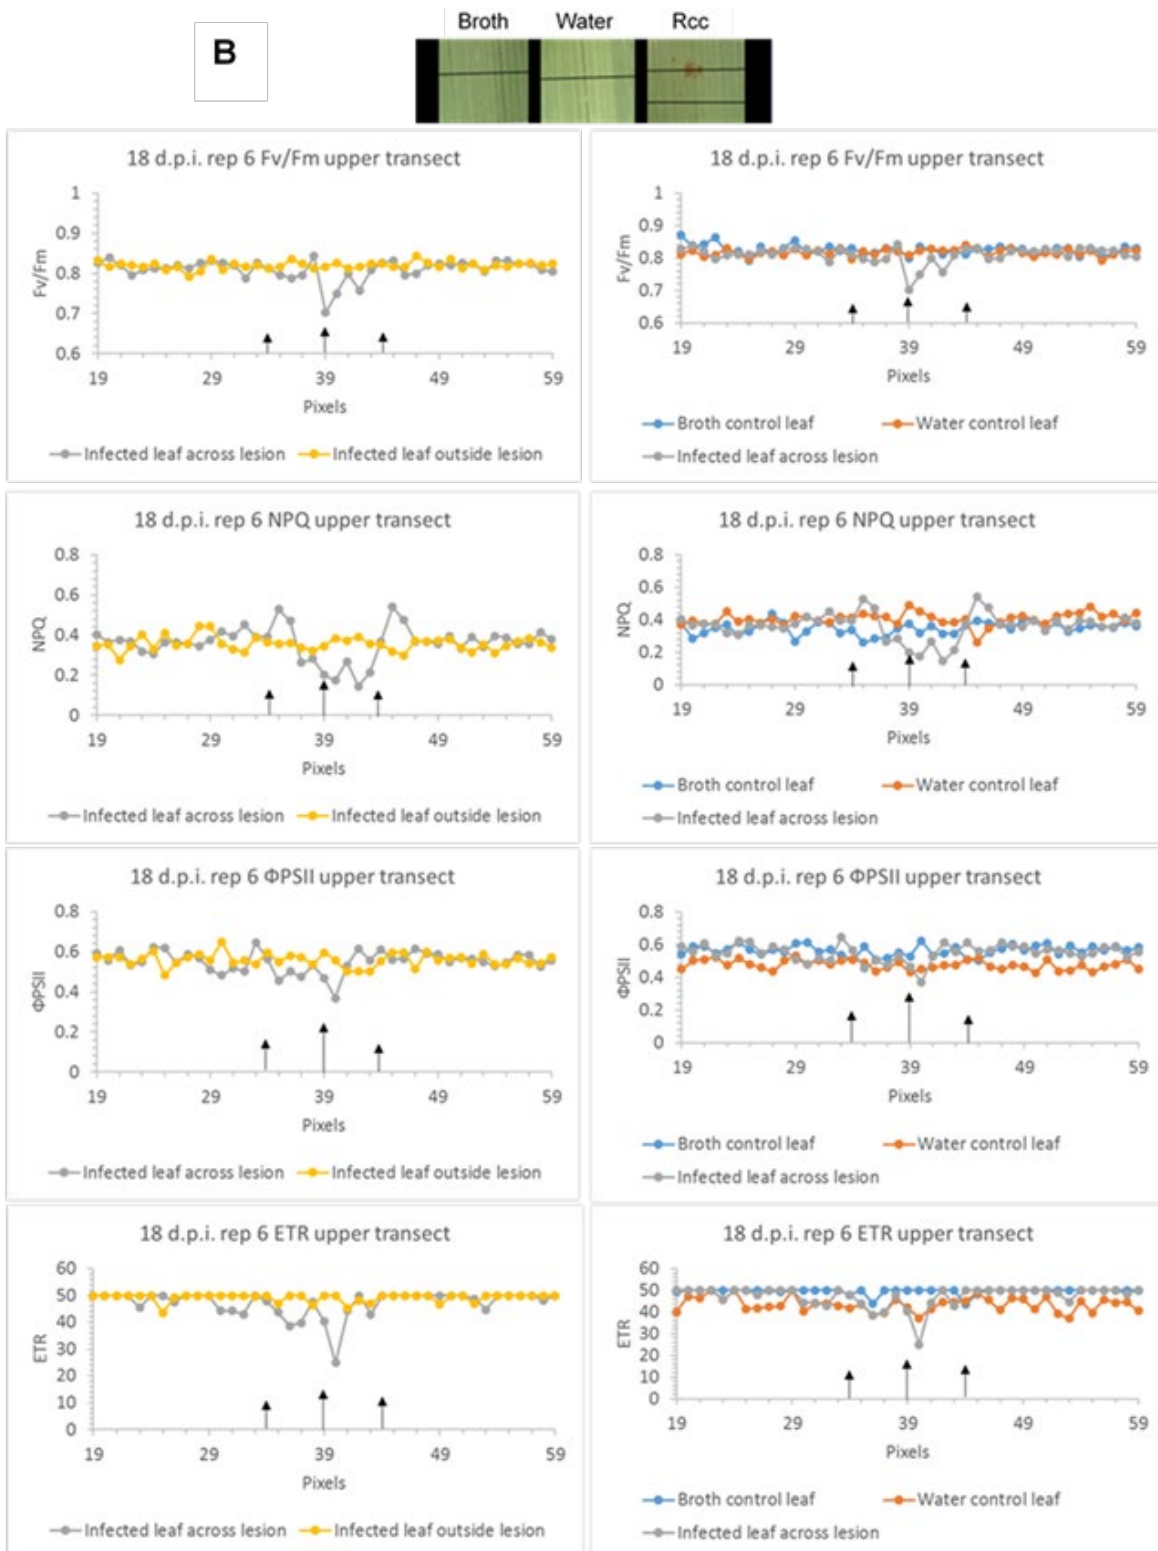 B
Broth Water Rcc
18 d.p.i. rep 6 Fv/Fm upper transect
Fv/Fm
1
0.9
0.8
0.7
0.6
19 29 39 49 59
Pixels
Infected leaf across lesion Infected leaf outside lesion
18 d.p.i. rep 6 Fv/Fm upper transect
Fv/Fm
1
0.9
0.8
0.7
0.6
19 29 39 49 59
Pixels
Broth control leaf Water control leaf
Infected leaf across lesion
18 d.p.i. rep 6 NPQ upper transect
NPQ
0.8
0.6
0.4
0.2
0
19 29 39 49 59
Pixels
Infected leaf across lesion Infected leaf outside lesion
18 d.p.i. rep 6 NPQ upper transect
NPQ
0.8
0.6
0.4
0.2
0
19 29 39 49 59
Pixels
Broth control leaf Water control leaf
Infected leaf across lesion
18 d.p.i. rep 6 ΦPSII upper transect
ΦPSII
0.8
0.6
0.4
0.2
0
19 29 39 49 59
Pixels
Infected leaf across lesion Infected leaf outside lesion
18 d.p.i. rep 6 ΦPSII upper transect
ΦPSII
0.8
0.6
0.4
0.2
0
19 29 39 49 59
Pixels
Broth control leaf Water control leaf
Infected leaf across lesion
18 d.p.i. rep 6 ETR upper transect
ETR
60
50
40
30
20
10
0
19 29 39 49 59
Pixels
Infected leaf across lesion Infected leaf outside lesion
18 d.p.i. rep 6 ETR upper transect
ETR
60
50
40
30
20
10
0
19 29 39 49 59
Pixels
Broth control leaf Water control leaf
Infected leaf across lesion